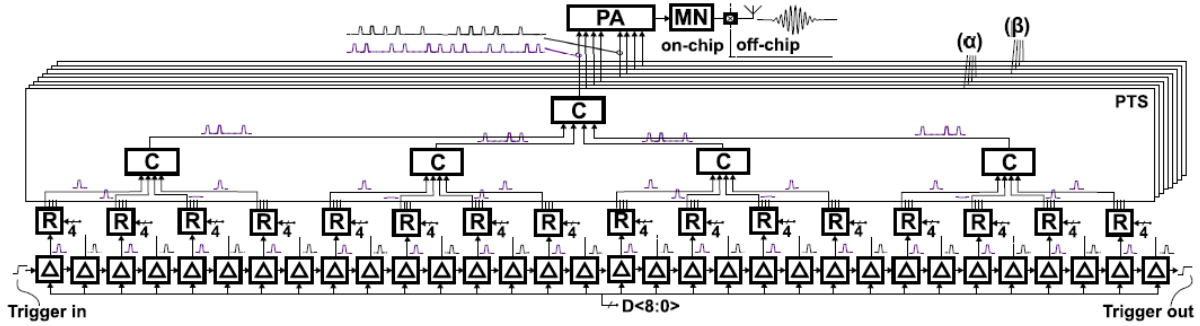 PA MN
on-chip off-chip
(α) (β)
PTS
C
C C C C
R 4 R 4 R 4 R 4 R 4 R 4 R 4 R 4 R 4 R 4 R 4 R 4 R 4 R 4 R 4 R 4
Δ Δ Δ Δ Δ Δ Δ Δ Δ Δ Δ Δ Δ Δ Δ Δ Δ Δ Δ Δ Δ Δ Δ Δ Δ Δ Δ Δ Δ Δ Δ Δ
Trigger in D<8:0> Trigger out